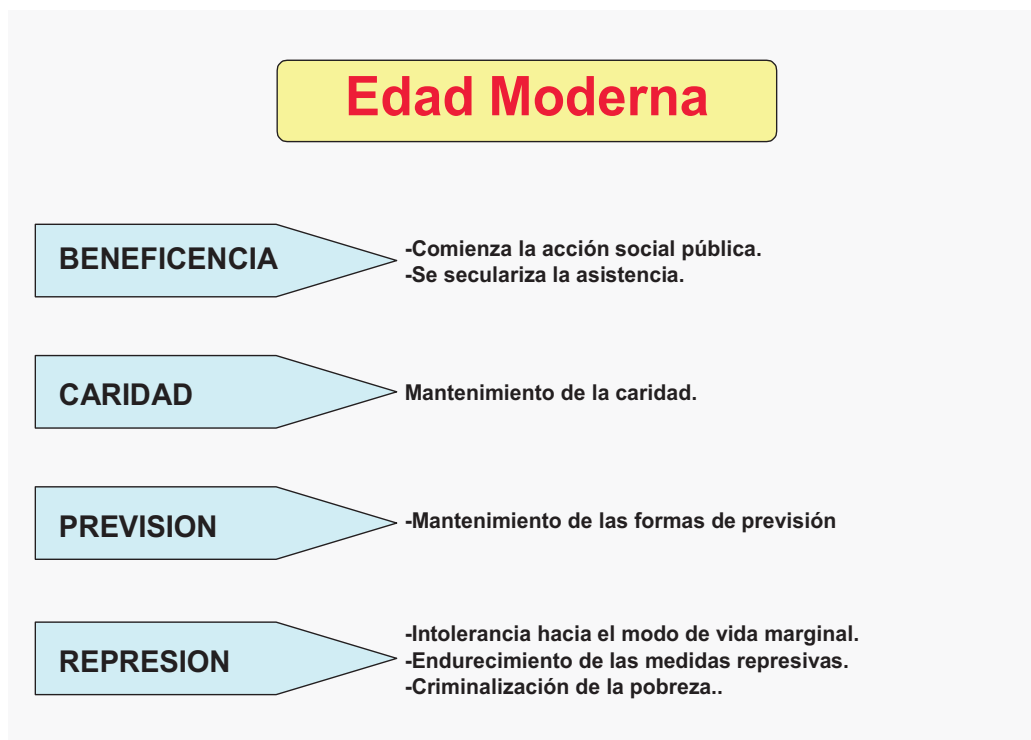 Edad Moderna
BENEFICENCIA
-Comienza la acción social pública.
-Se seculariza la asistencia.
CARIDAD
Mantenimiento de la caridad.
PREVISION
-Mantenimiento de las formas de previsión
REPRESION
-Intolerancia hacia el modo de vida marginal.
-Endurecimiento de las medidas represivas.
-Criminalización de la pobreza..